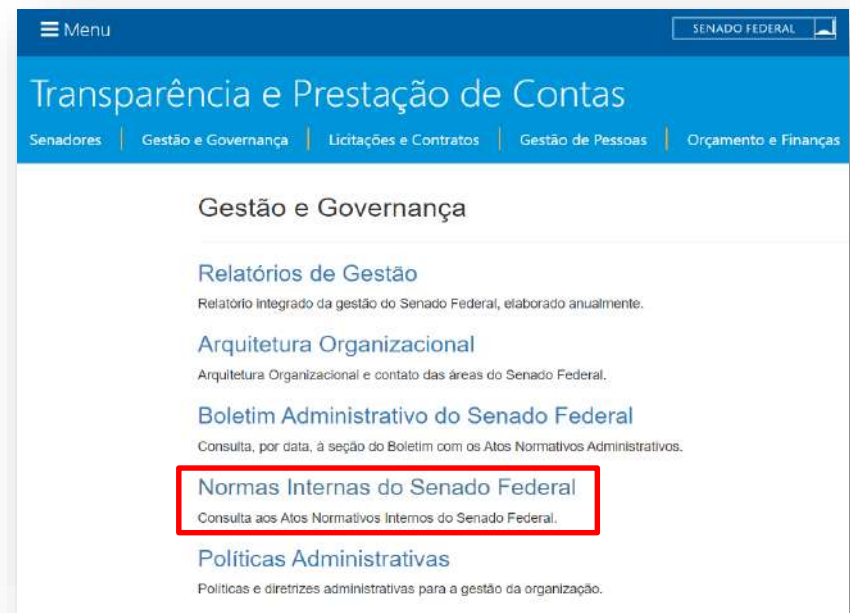 Menu
SENADO FEDERAL
Transparência e Prestação de Contas
Senadores
Gestão e Governança
Licitações e Contratos
Gestão de Pessoas
Orçamento e Finanças
Gestão e Governança
Relatórios de Gestão
Relatório integrado da gestão do Senado Federal, elaborado anualmente.
Arquitetura Organizacional
Arquitetura Organizacional e contato das áreas do Senado Federal.
Boletim Administrativo do Senado Federal
Consulta, por data, à seção do Boletim com os Atos Normativos Administrativos.
Normas Internas do Senado Federal
Consulta aos Atos Normativos Internos do Senado Federal.
Políticas Administrativas
Políticas e diretrizes administrativas para a gestão da organização.